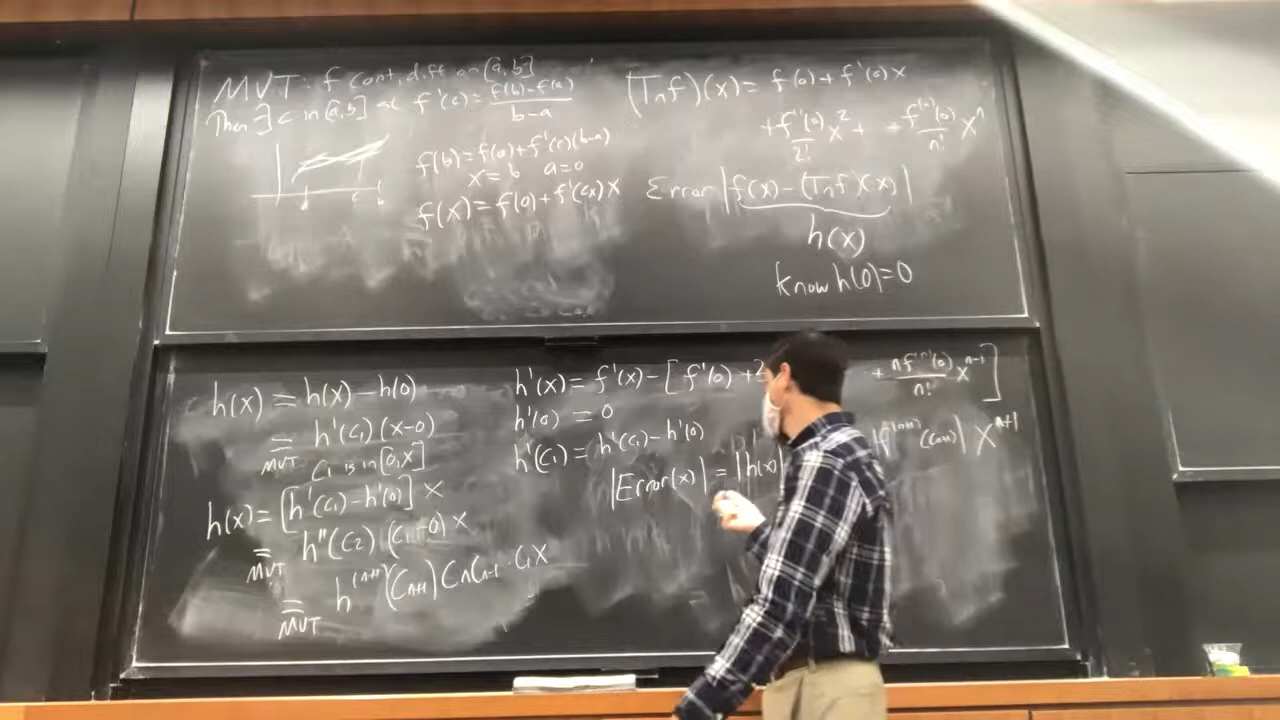 MVT: f cont, diff on [a,b]
Then ∃ c in [a,b] st f'(c) = (f(b)-f(a))/(b-a)
f(b) = f(a) + f'(c)(b-a)
x = b a = 0
f(x) = f(0) + f'(cx) x
(Tnf)(x) = f(0) + f'(0) x
+ f''(0)/2! x^2 + + f^(n)(0)/n! x^n
Error |f(x) - (Tnf)(x)|
h(x)
know h(0) = 0
h(x) = h(x) - h(0)
= h'(c1)(x-0)
MVT c1 is in [0,x]
h(x) = [h'(c1) - h'(0)] x
= h''(c2) (c1-0) x
MVT
= h^(n+1)(Cn+1) Cn Cn-1 ... C1 x
MVT
h'(x) = f'(x) - [f'(0) + 2 + n f^(n)(0)/n! x^(n-1)]
h'(0) = 0
h'(c1) = h'(c1) - h'(0)
|Error(x)| = |h(x)| |f^(n+1)(Cn+1)| x^(n+1)